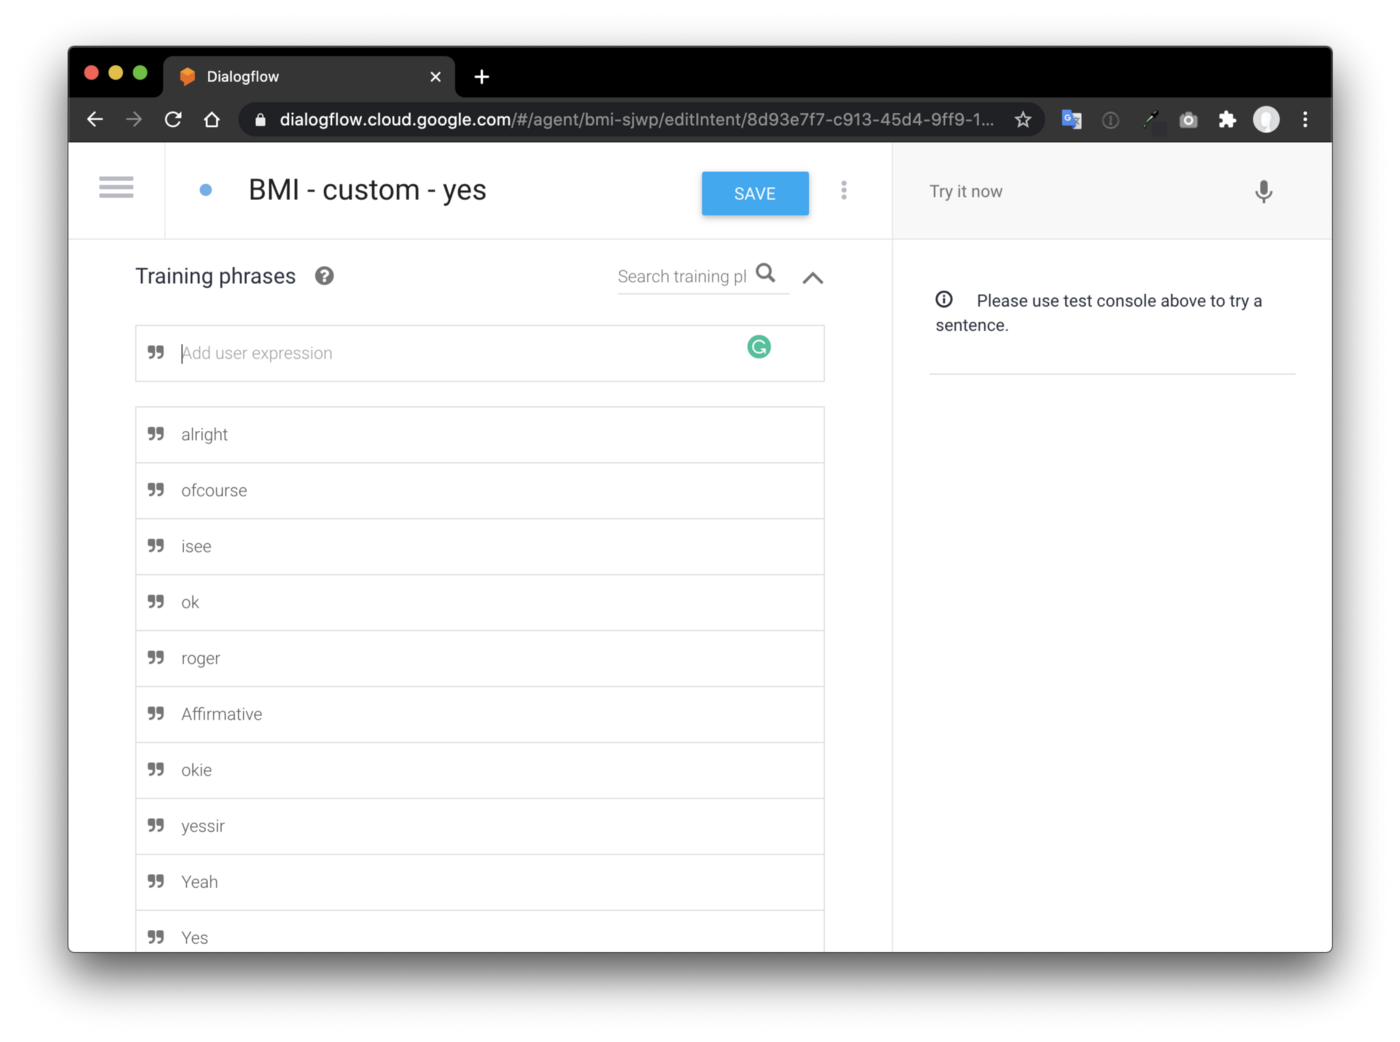 Dialogflow
dialogflow.cloud.google.com/#/agent/bmi-sjwp/editIntent/8d93e7f7-c913-45d4-9ff9-1...
BMI - custom - yes
SAVE
Try it now
Training phrases
Search training pl
Please use test console above to try a
sentence.
Add user expression
alright
ofcourse
isee
ok
roger
Affirmative
okie
yessir
Yeah
Yes